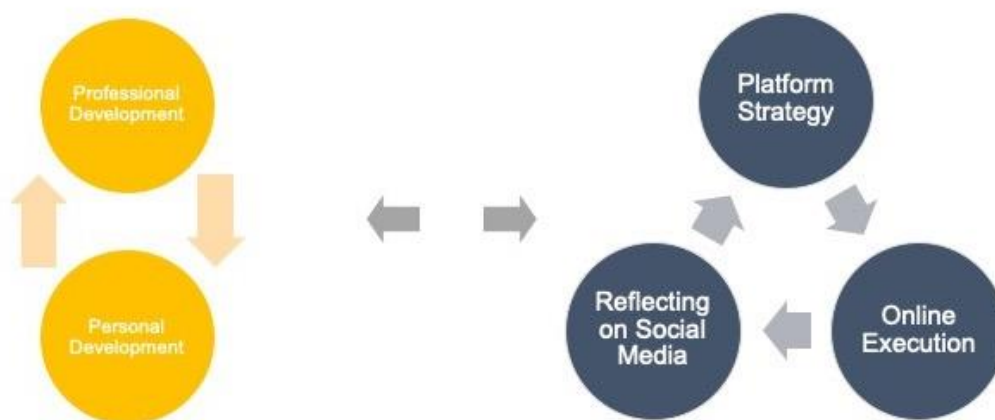 Professional
Development
Personal
Development
Platform
Strategy
Online
Execution
Reflecting
on Social
Media